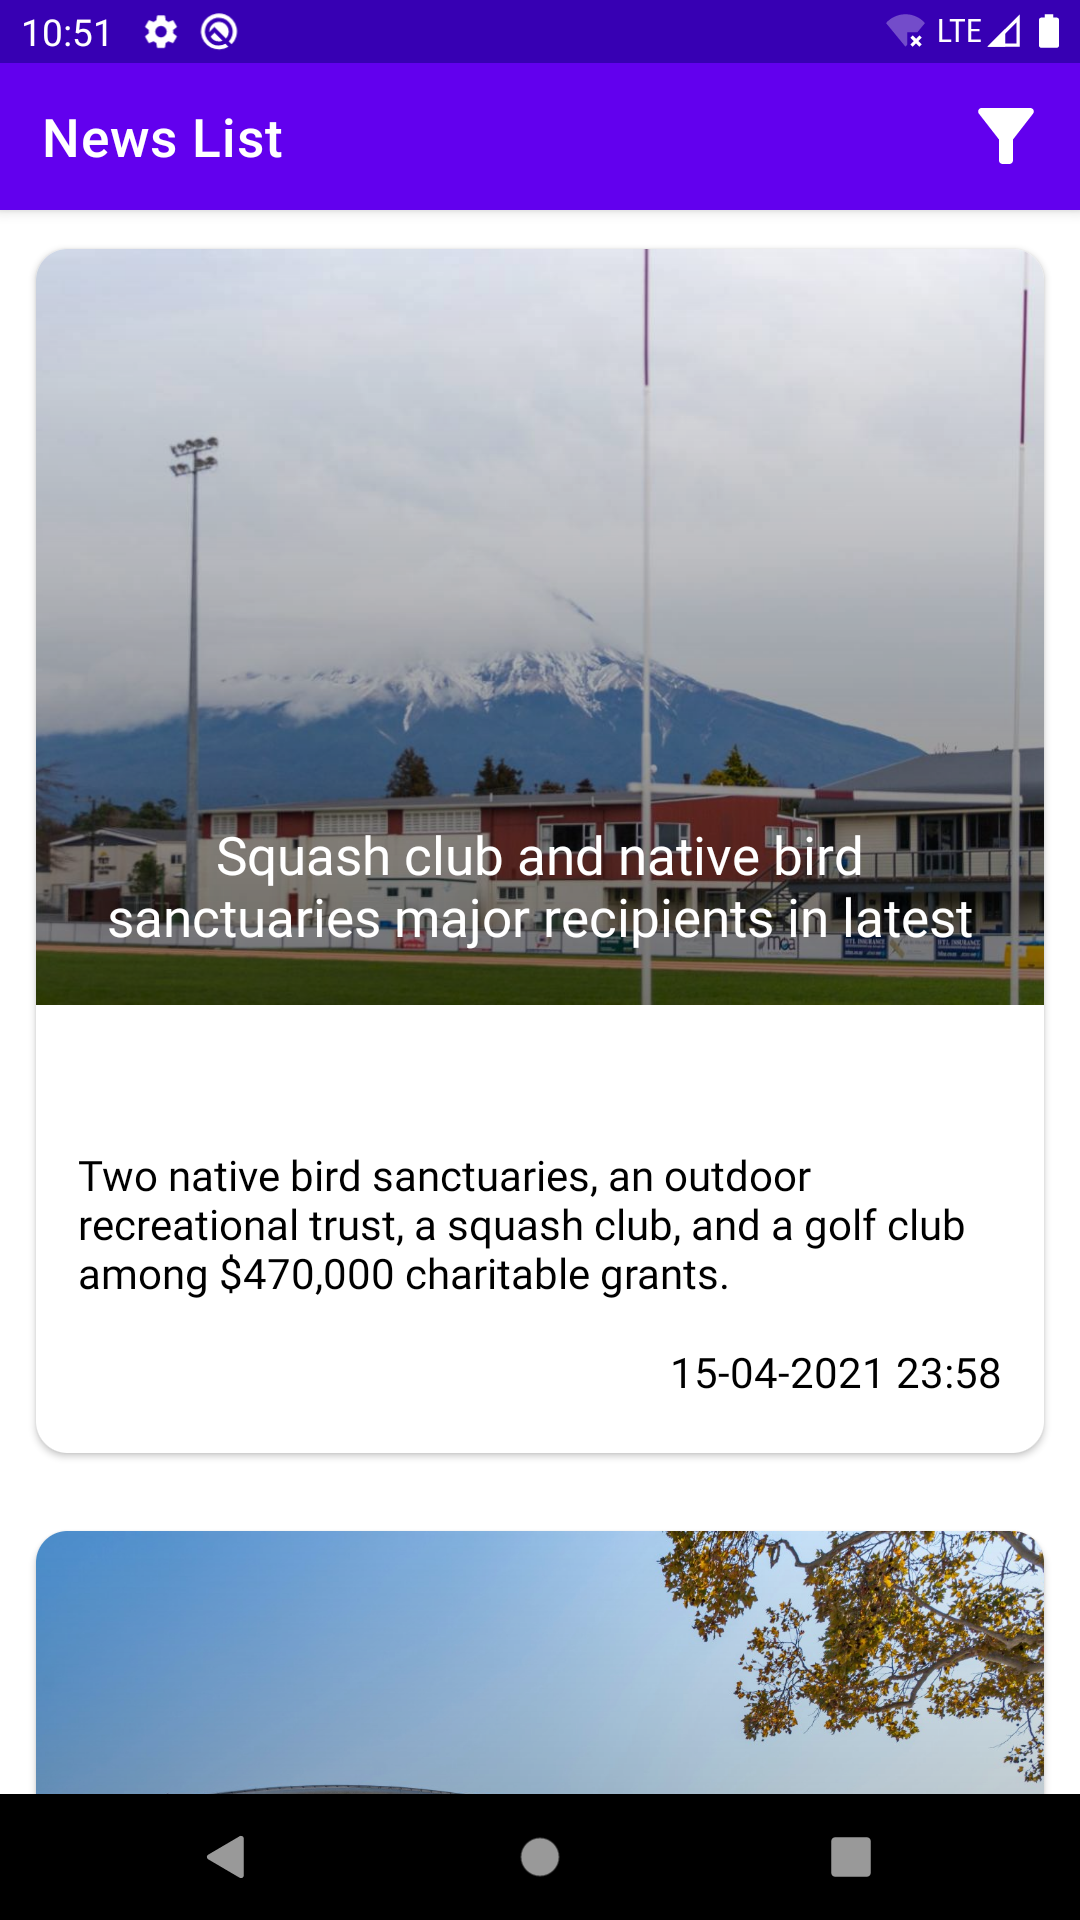 10:51
LTE
News List
Squash club and native bird
sanctuaries major recipients in latest
Two native bird sanctuaries, an outdoor
recreational trust, a squash club, and a golf club
among $470,000 charitable grants.
15-04-2021 23:58